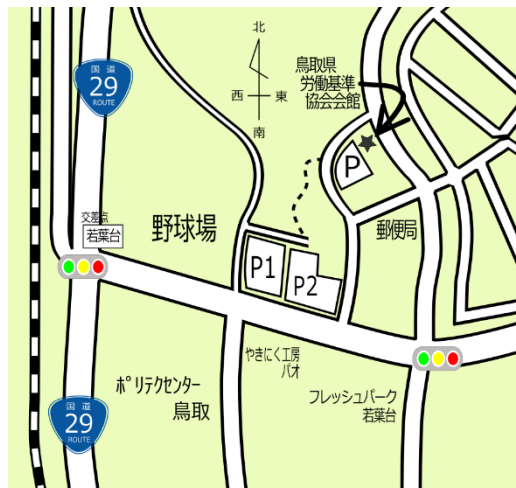 北
西
東
南
国道
29
ROUTE
鳥取県
労働基準
協会会館
P
交差点
若葉台
野球場
郵便局
P1
P2
やきにく工房
パオ
ポリテクセンター
鳥取
フレッシュパーク
若葉台
国道
29
ROUTE